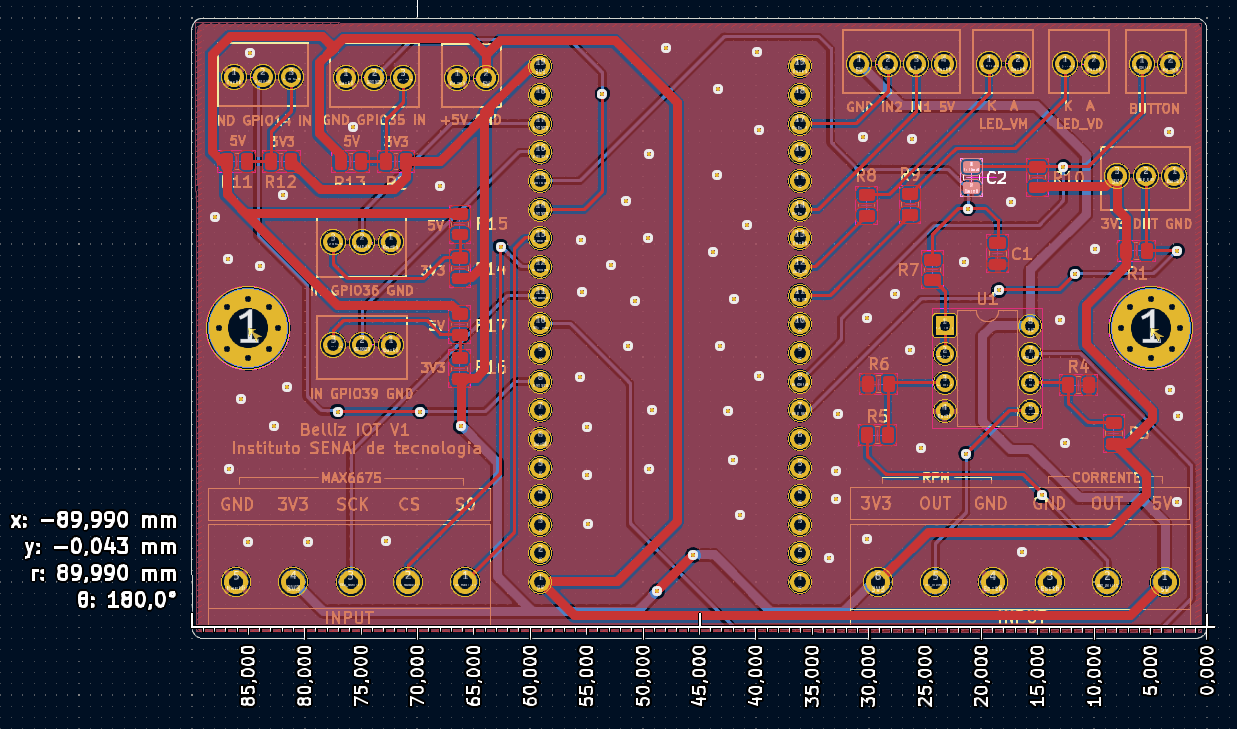 ND GPIO14 IN
GND GPIO35 IN
+5V GND
GND IN2 IN1 5V
K A
LED_VM
K A
LED_VD
BUTTON
5V
3V3
5V
3V3
R11
R12
R13
R8
R9
C2
R10
3V3 OUT GND
5V
R15
3V3
R14
IN GPIO36 GND
R7
C1
R1
U1
5V
R17
3V3
R16
IN GPIO39 GND
1
1
R6
R4
R5
Belliz IOT V1
Instituto SENAI de tecnologia
MAX6675
GND 3V3 SCK CS SO
RPM
CORRENTE
3V3 OUT GND GND OUT 5V
INPUT
INPUT
x: -89,990 mm
y: -0,043 mm
r: 89,990 mm
θ: 180,0°
85,000
80,000
75,000
70,000
65,000
60,000
55,000
50,000
45,000
40,000
35,000
30,000
25,000
20,000
15,000
10,000
5,000
0,000